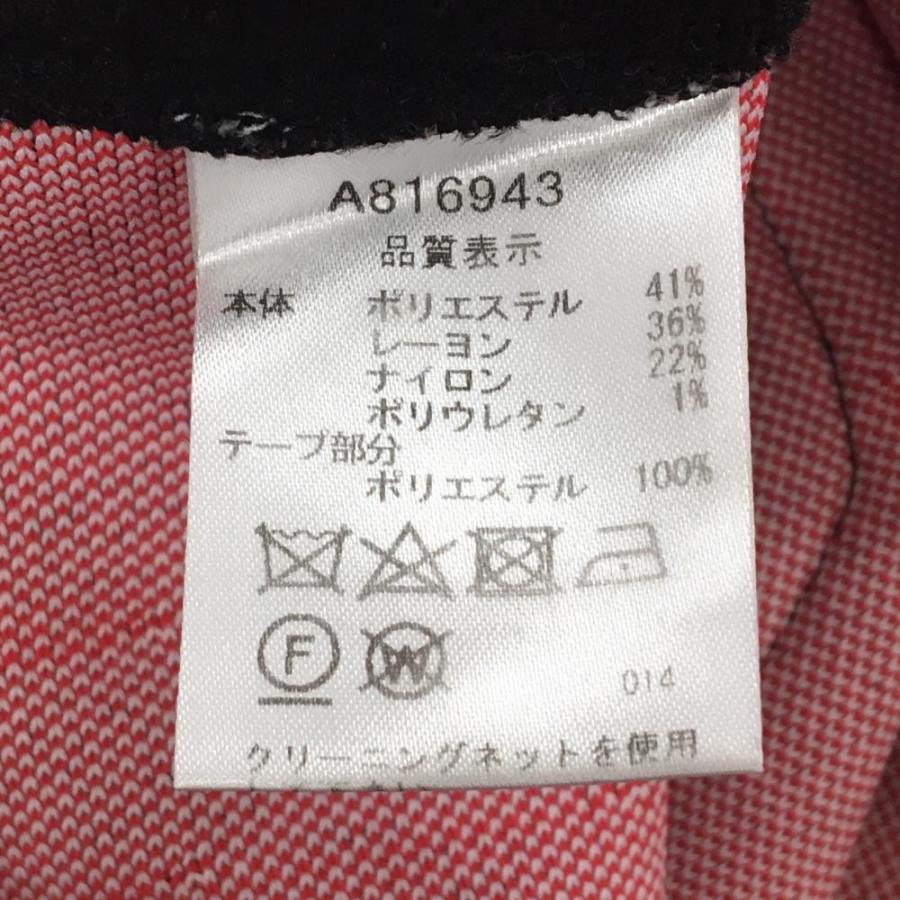 A816943
品質表示
本体 ポリエステル 41%
レーヨン 36%
ナイロン 22%
ポリウレタン 1%
テープ部分
ポリエステル 100%
F W
014
クリーニングネットを使用